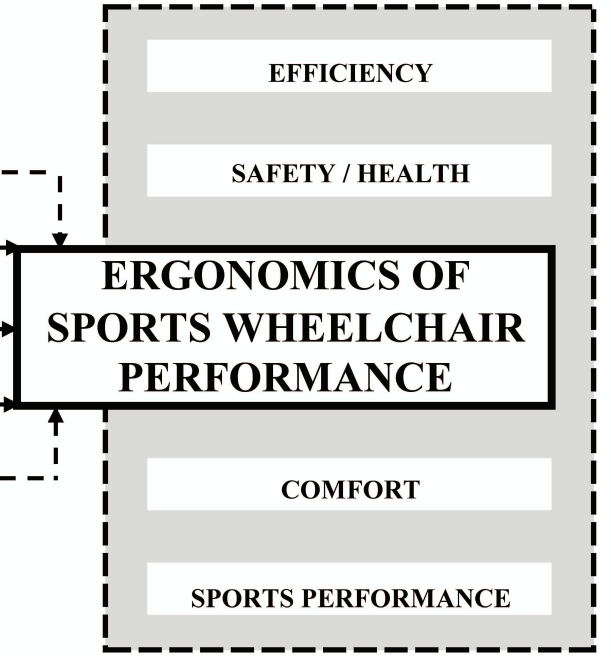 EFFICIENCY
SAFETY / HEALTH
ERGONOMICS OF
SPORTS WHEELCHAIR
PERFORMANCE
COMFORT
SPORTS PERFORMANCE